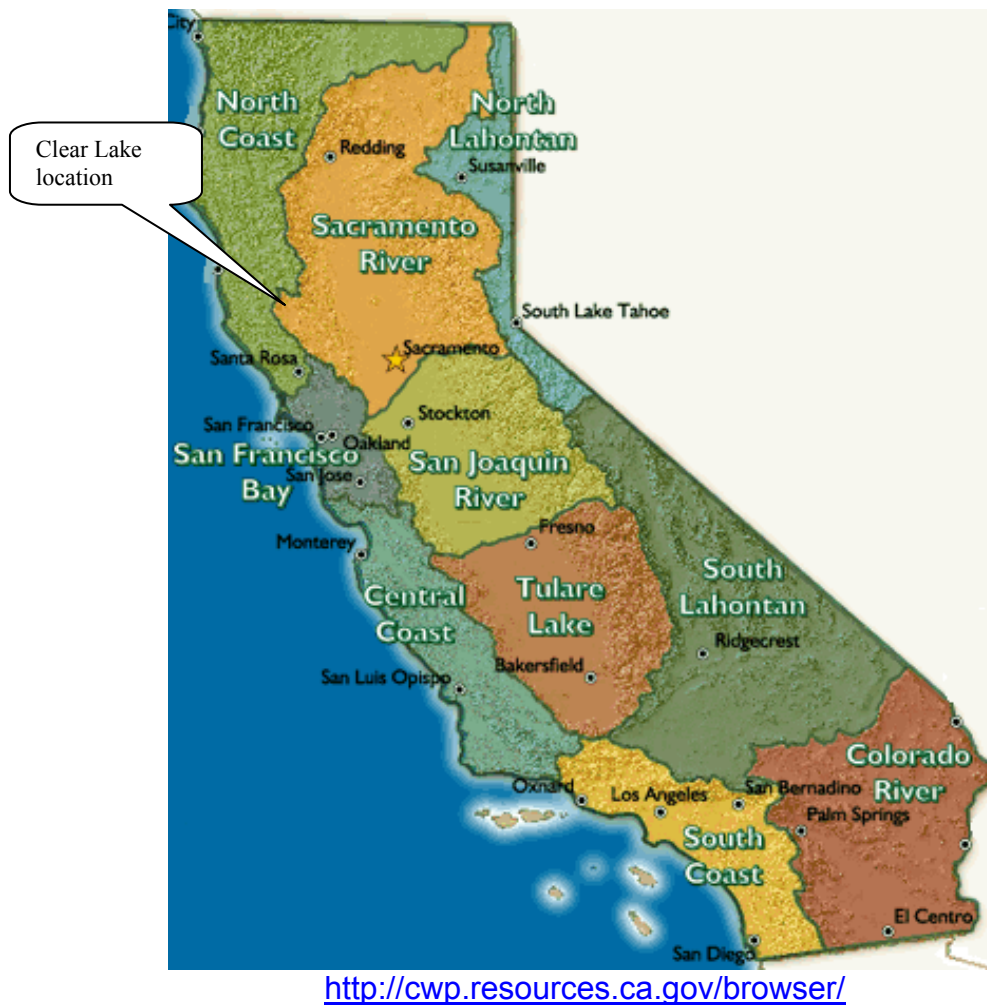 City
North
Coast
North
Lahontan
Clear Lake
location
Redding
Susanville
Sacramento
River
South Lake Tahoe
Sacramento
Santa Rosa
Stockton
San Francisco
Oakland
San Francisco
Bay
San Jose
San Joaquin
River
Fresno
Monterey
Tulare
Lake
South
Lahontan
Central
Coast
Ridgecrest
Bakersfield
San Luis Opispo
Colorado
River
Oxnard
Los Angeles
San Bernadino
Palm Springs
South
Coast
El Centro
San Diego
http://cwp.resources.ca.gov/browser/